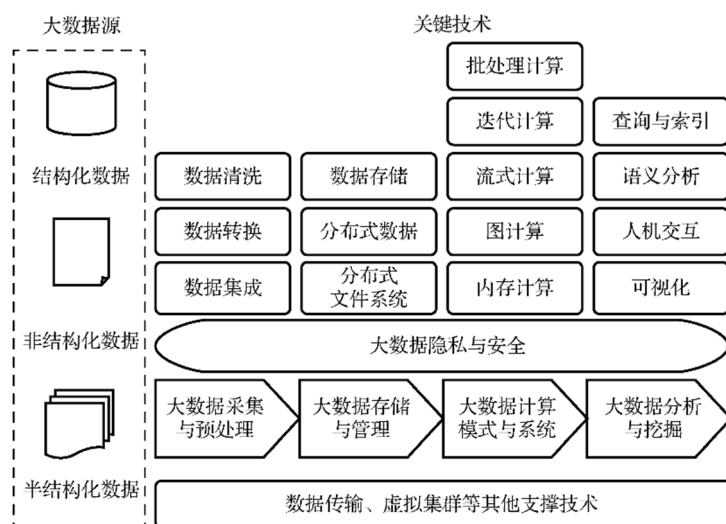 大数据源
关键技术
批处理计算
迭代计算
查询与索引
结构化数据
数据清洗
数据存储
流式计算
语义分析
数据转换
分布式数据
图计算
人机交互
数据集成
分布式
文件系统
内存计算
可视化
非结构化数据
大数据隐私与安全
大数据采集
与预处理
大数据存储
与管理
大数据计算
模式与系统
大数据分析
与挖掘
半结构化数据
数据传输、虚拟集群等其他支撑技术